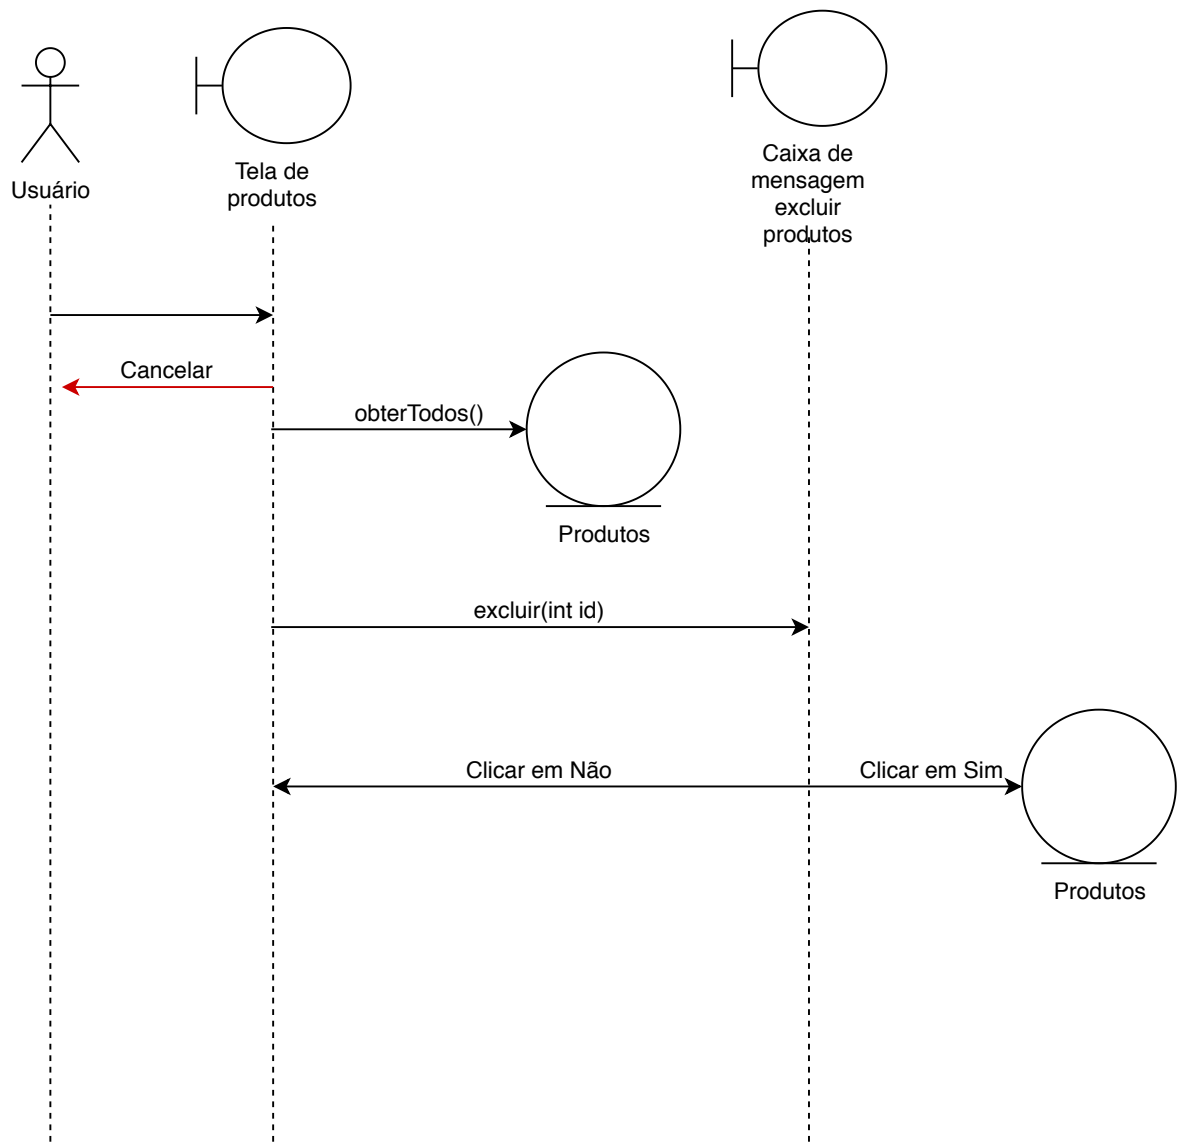 Usuário
Tela de
produtos
Caixa de
mensagem
excluir
produtos
Cancelar
obterTodos()
Produtos
excluir(int id)
Clicar em Não
Clicar em Sim
Produtos